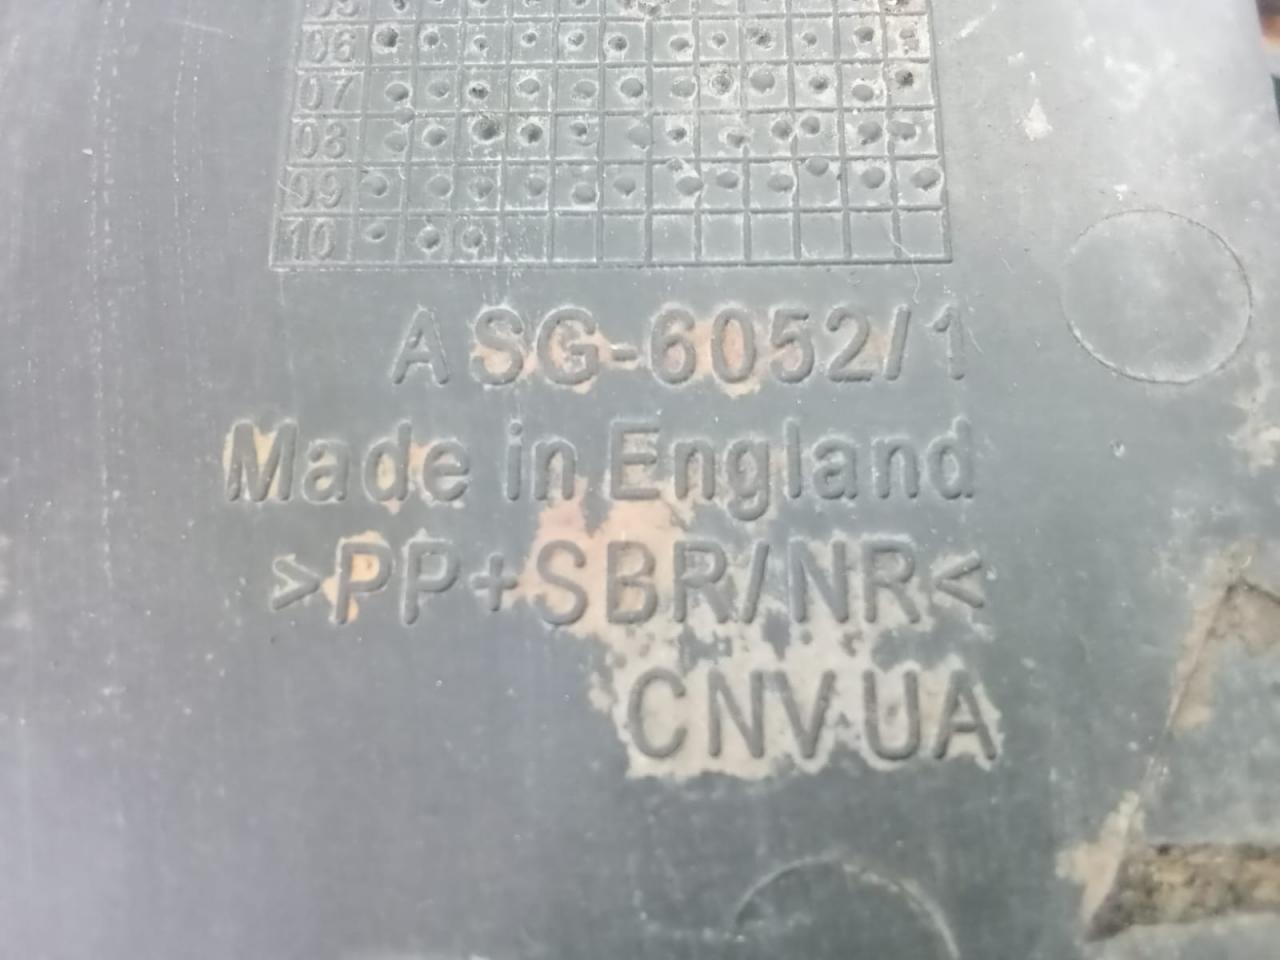 06
07
08
09
10
ASG-6052/1
Made in England
>PP+SBR/NR<
CNVUA